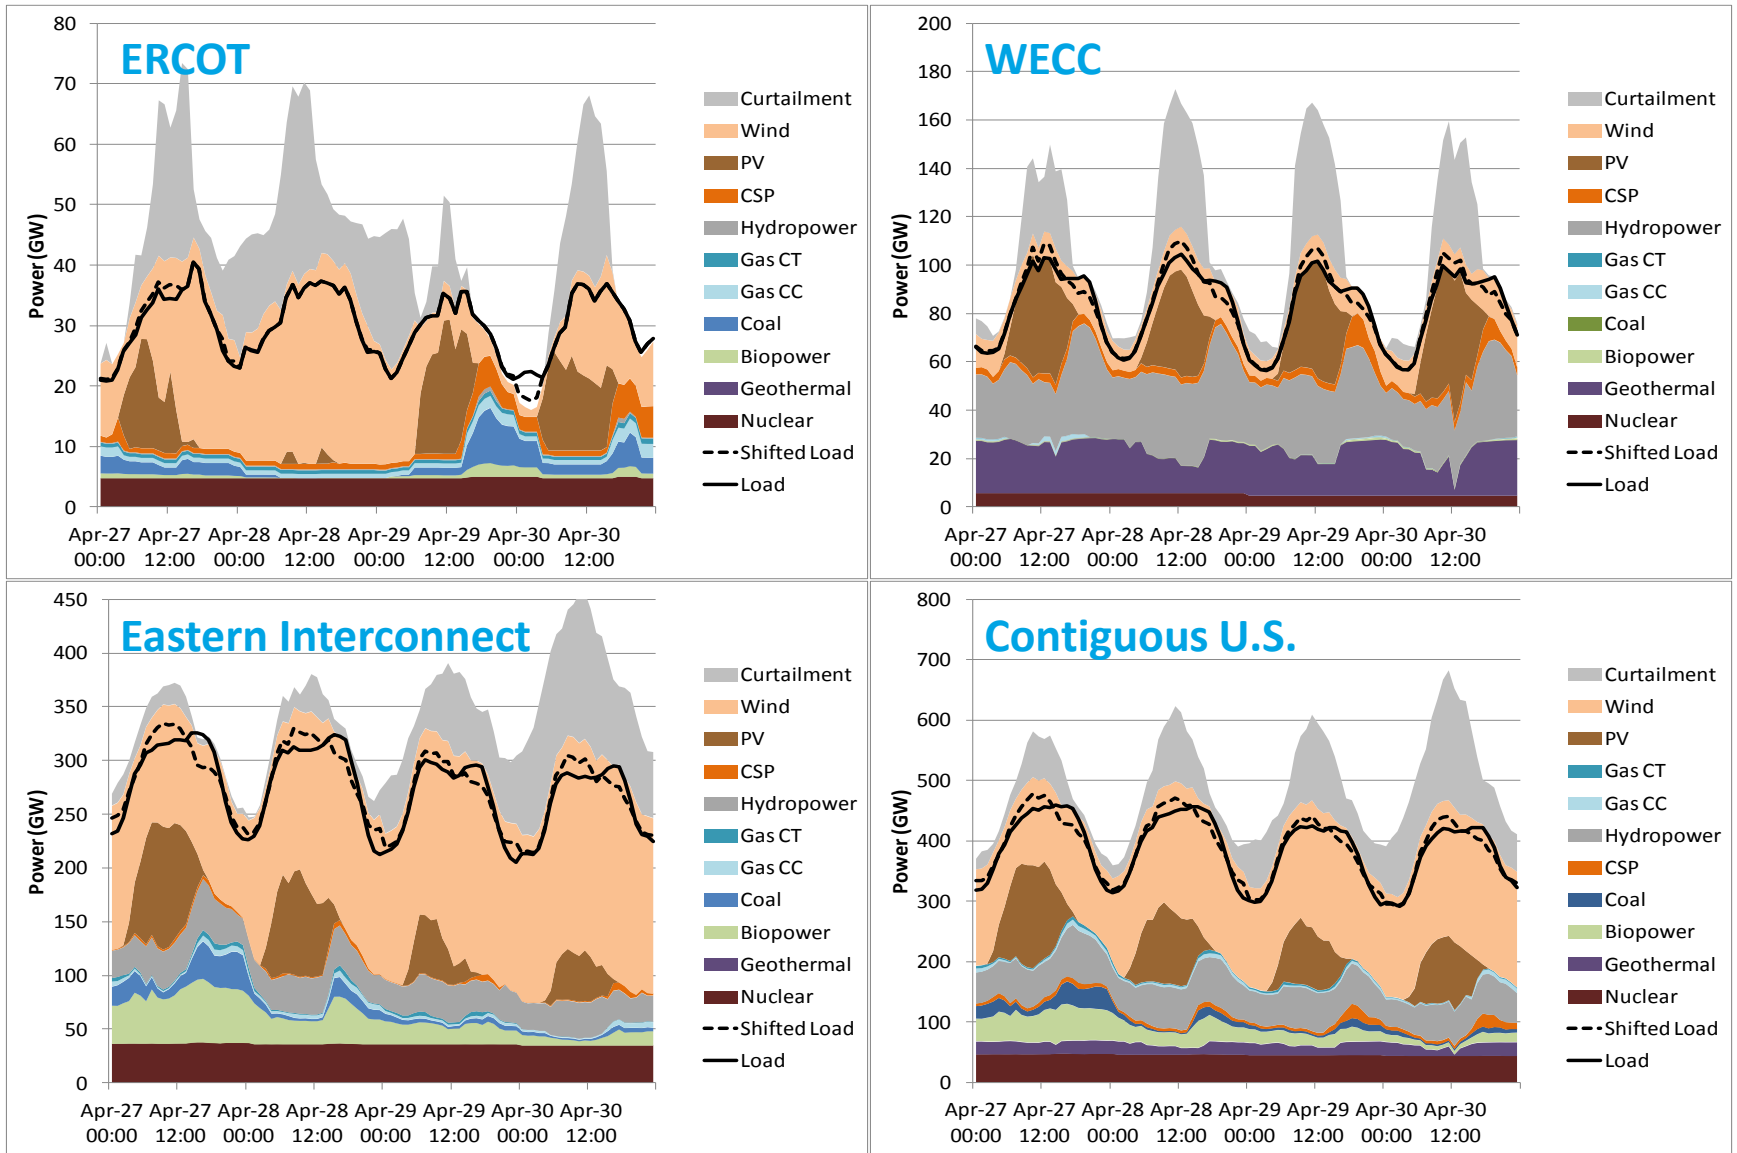 ERCOT
Power (GW)
80
70
60
50
40
30
20
10
0
Apr-27 Apr-27 Apr-28 Apr-28 Apr-29 Apr-29 Apr-30 Apr-30
00:00 12:00 00:00 12:00 00:00 12:00 00:00 12:00
Curtailment
Wind
PV
CSP
Hydropower
Gas CT
Gas CC
Coal
Biopower
Geothermal
Nuclear
Shifted Load
Load
WECC
Power (GW)
200
180
160
140
120
100
80
60
40
20
0
Apr-27 Apr-27 Apr-28 Apr-28 Apr-29 Apr-29 Apr-30 Apr-30
00:00 12:00 00:00 12:00 00:00 12:00 00:00 12:00
Curtailment
Wind
PV
CSP
Hydropower
Gas CT
Gas CC
Coal
Biopower
Geothermal
Nuclear
Shifted Load
Load
Eastern Interconnect
Power (GW)
450
400
350
300
250
200
150
100
50
0
Apr-27 Apr-27 Apr-28 Apr-28 Apr-29 Apr-29 Apr-30 Apr-30
00:00 12:00 00:00 12:00 00:00 12:00 00:00 12:00
Curtailment
Wind
PV
CSP
Hydropower
Gas CT
Gas CC
Coal
Biopower
Geothermal
Nuclear
Shifted Load
Load
Contiguous U.S.
Power (GW)
800
700
600
500
400
300
200
100
0
Apr-27 Apr-27 Apr-28 Apr-28 Apr-29 Apr-29 Apr-30 Apr-30
00:00 12:00 00:00 12:00 00:00 12:00 00:00 12:00
Curtailment
Wind
PV
Gas CT
Gas CC
Hydropower
CSP
Coal
Biopower
Geothermal
Nuclear
Shifted Load
Load